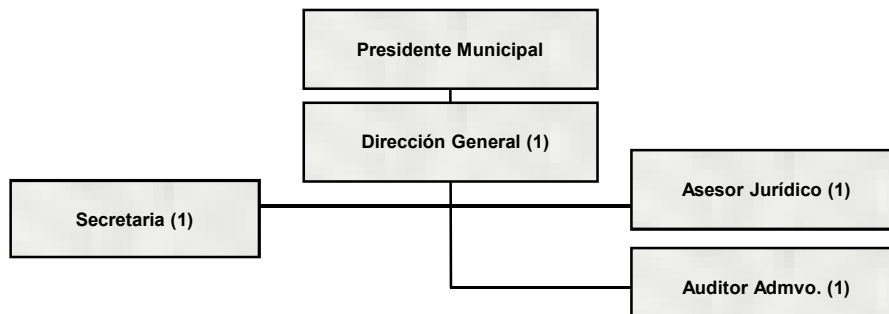 Presidente Municipal
Dirección General (1)
Asesor Jurídico (1)
Secretaria (1)
Auditor Admvo. (1)